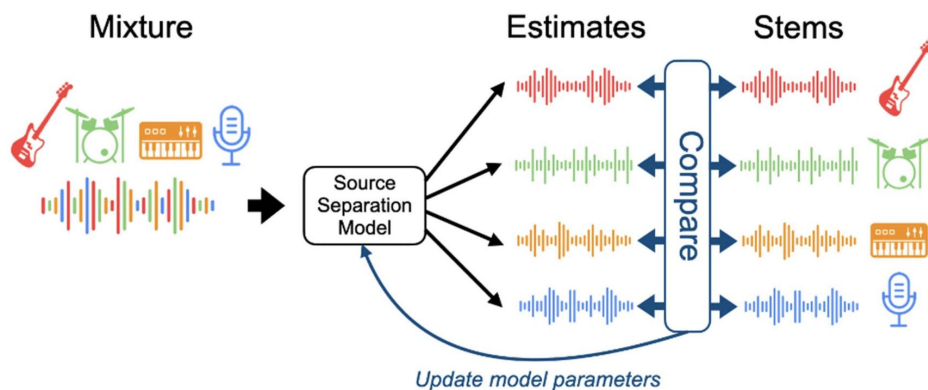 Mixture
Estimates
Stems
Source
Separation
Model
Compare
Update model parameters